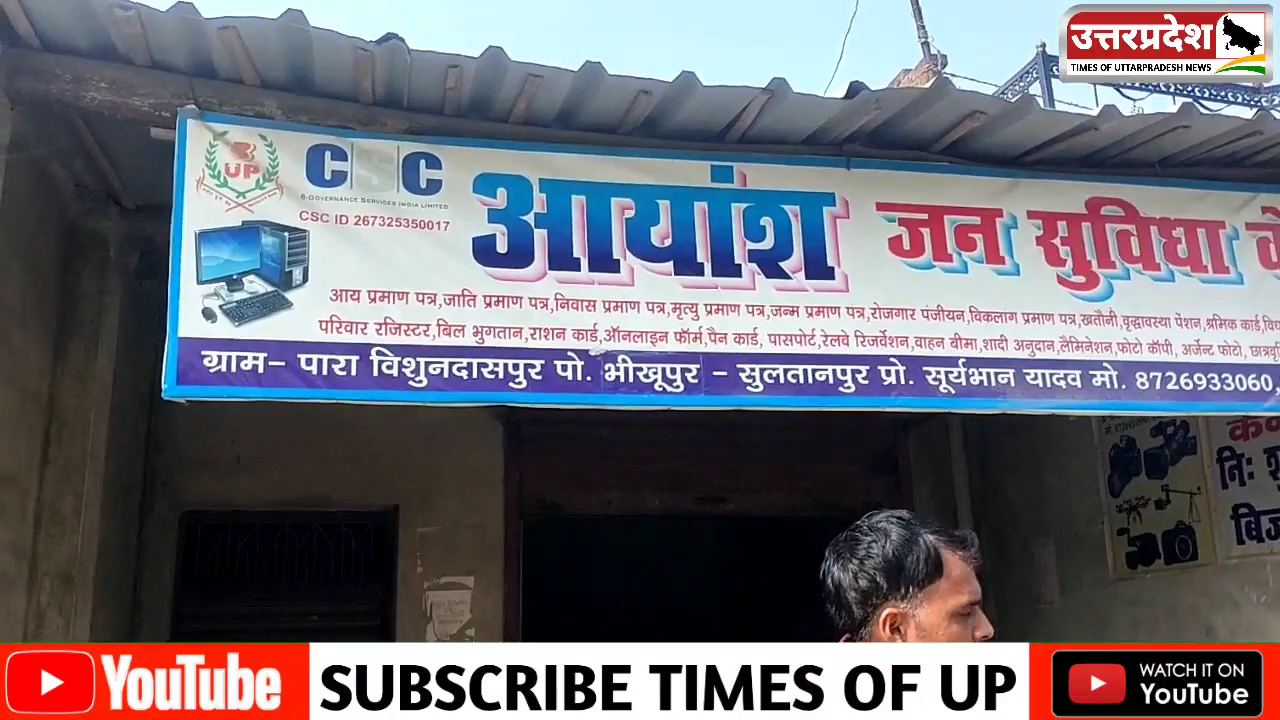 उत्तरप्रदेश
TIMES OF UTTARPRADESH NEWS
UP
CSC
E-GOVERNANCE SERVICES INDIA LIMITED
CSC ID 267325350017
आयांश जन सुविधा के
आय प्रमाण पत्र,जाति प्रमाण पत्र,निवास प्रमाण पत्र,मृत्यु प्रमाण पत्र,जन्म प्रमाण पत्र,रोजगार पंजीयन,विकलांग प्रमाण पत्र,खतौनी,वृद्धावस्था पेंशन,श्रमिक कार्ड,वि
परिवार रजिस्टर,बिल भुगतान,राशन कार्ड,ऑनलाइन फॉर्म,पैन कार्ड, पासपोर्ट,रेलवे रिजर्वेशन,वाहन बीमा,शादी अनुदान,लैमिनेशन,फोटो कॉपी, अर्जेन्ट फोटो, छात्रवृ
ग्राम- पारा विशुनदासपुर पो. भीखूपुर - सुलतानपुर प्रो. सूर्यभान यादव मो. 8726933060,
निः
YouTube SUBSCRIBE TIMES OF UP WATCH IT ON
YouTube